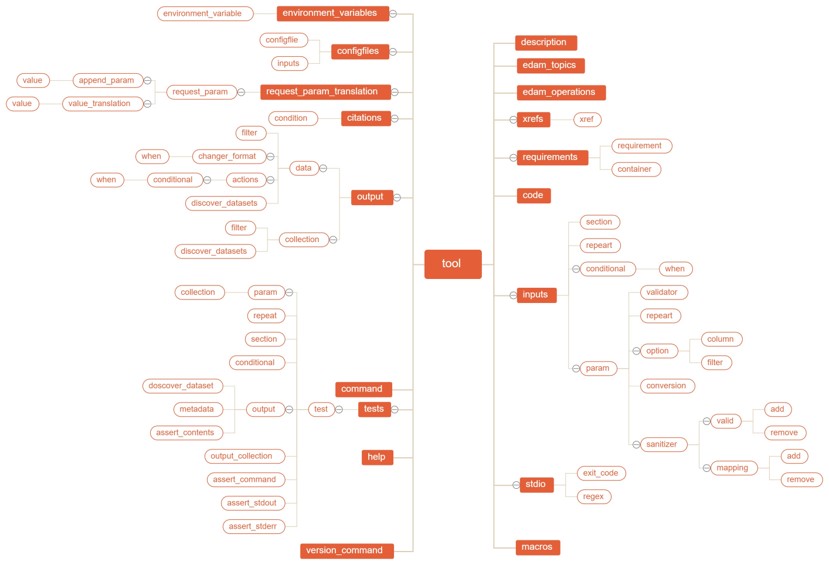 environment_variables
environment_variable
configfiles
configfile
inputs
request_param_translation
request_param
append_param
value
value_translation
value
citations
condition
output
data
filter
changer_format
when
actions
conditional
when
discover_datasets
collection
filter
discover_datasets
command
tests
test
param
collection
repeat
section
conditional
output
doscover_dataset
metadata
assert_contents
output_collection
assert_command
assert_stdout
assert_stderr
help
version_command
tool
description
edam_topics
edam_operations
xrefs
xref
requirements
requirement
container
code
inputs
section
repeart
conditional
when
param
validator
repeart
option
column
filter
conversion
sanitizer
valid
add
remove
mapping
add
remove
stdio
exit_code
regex
macros